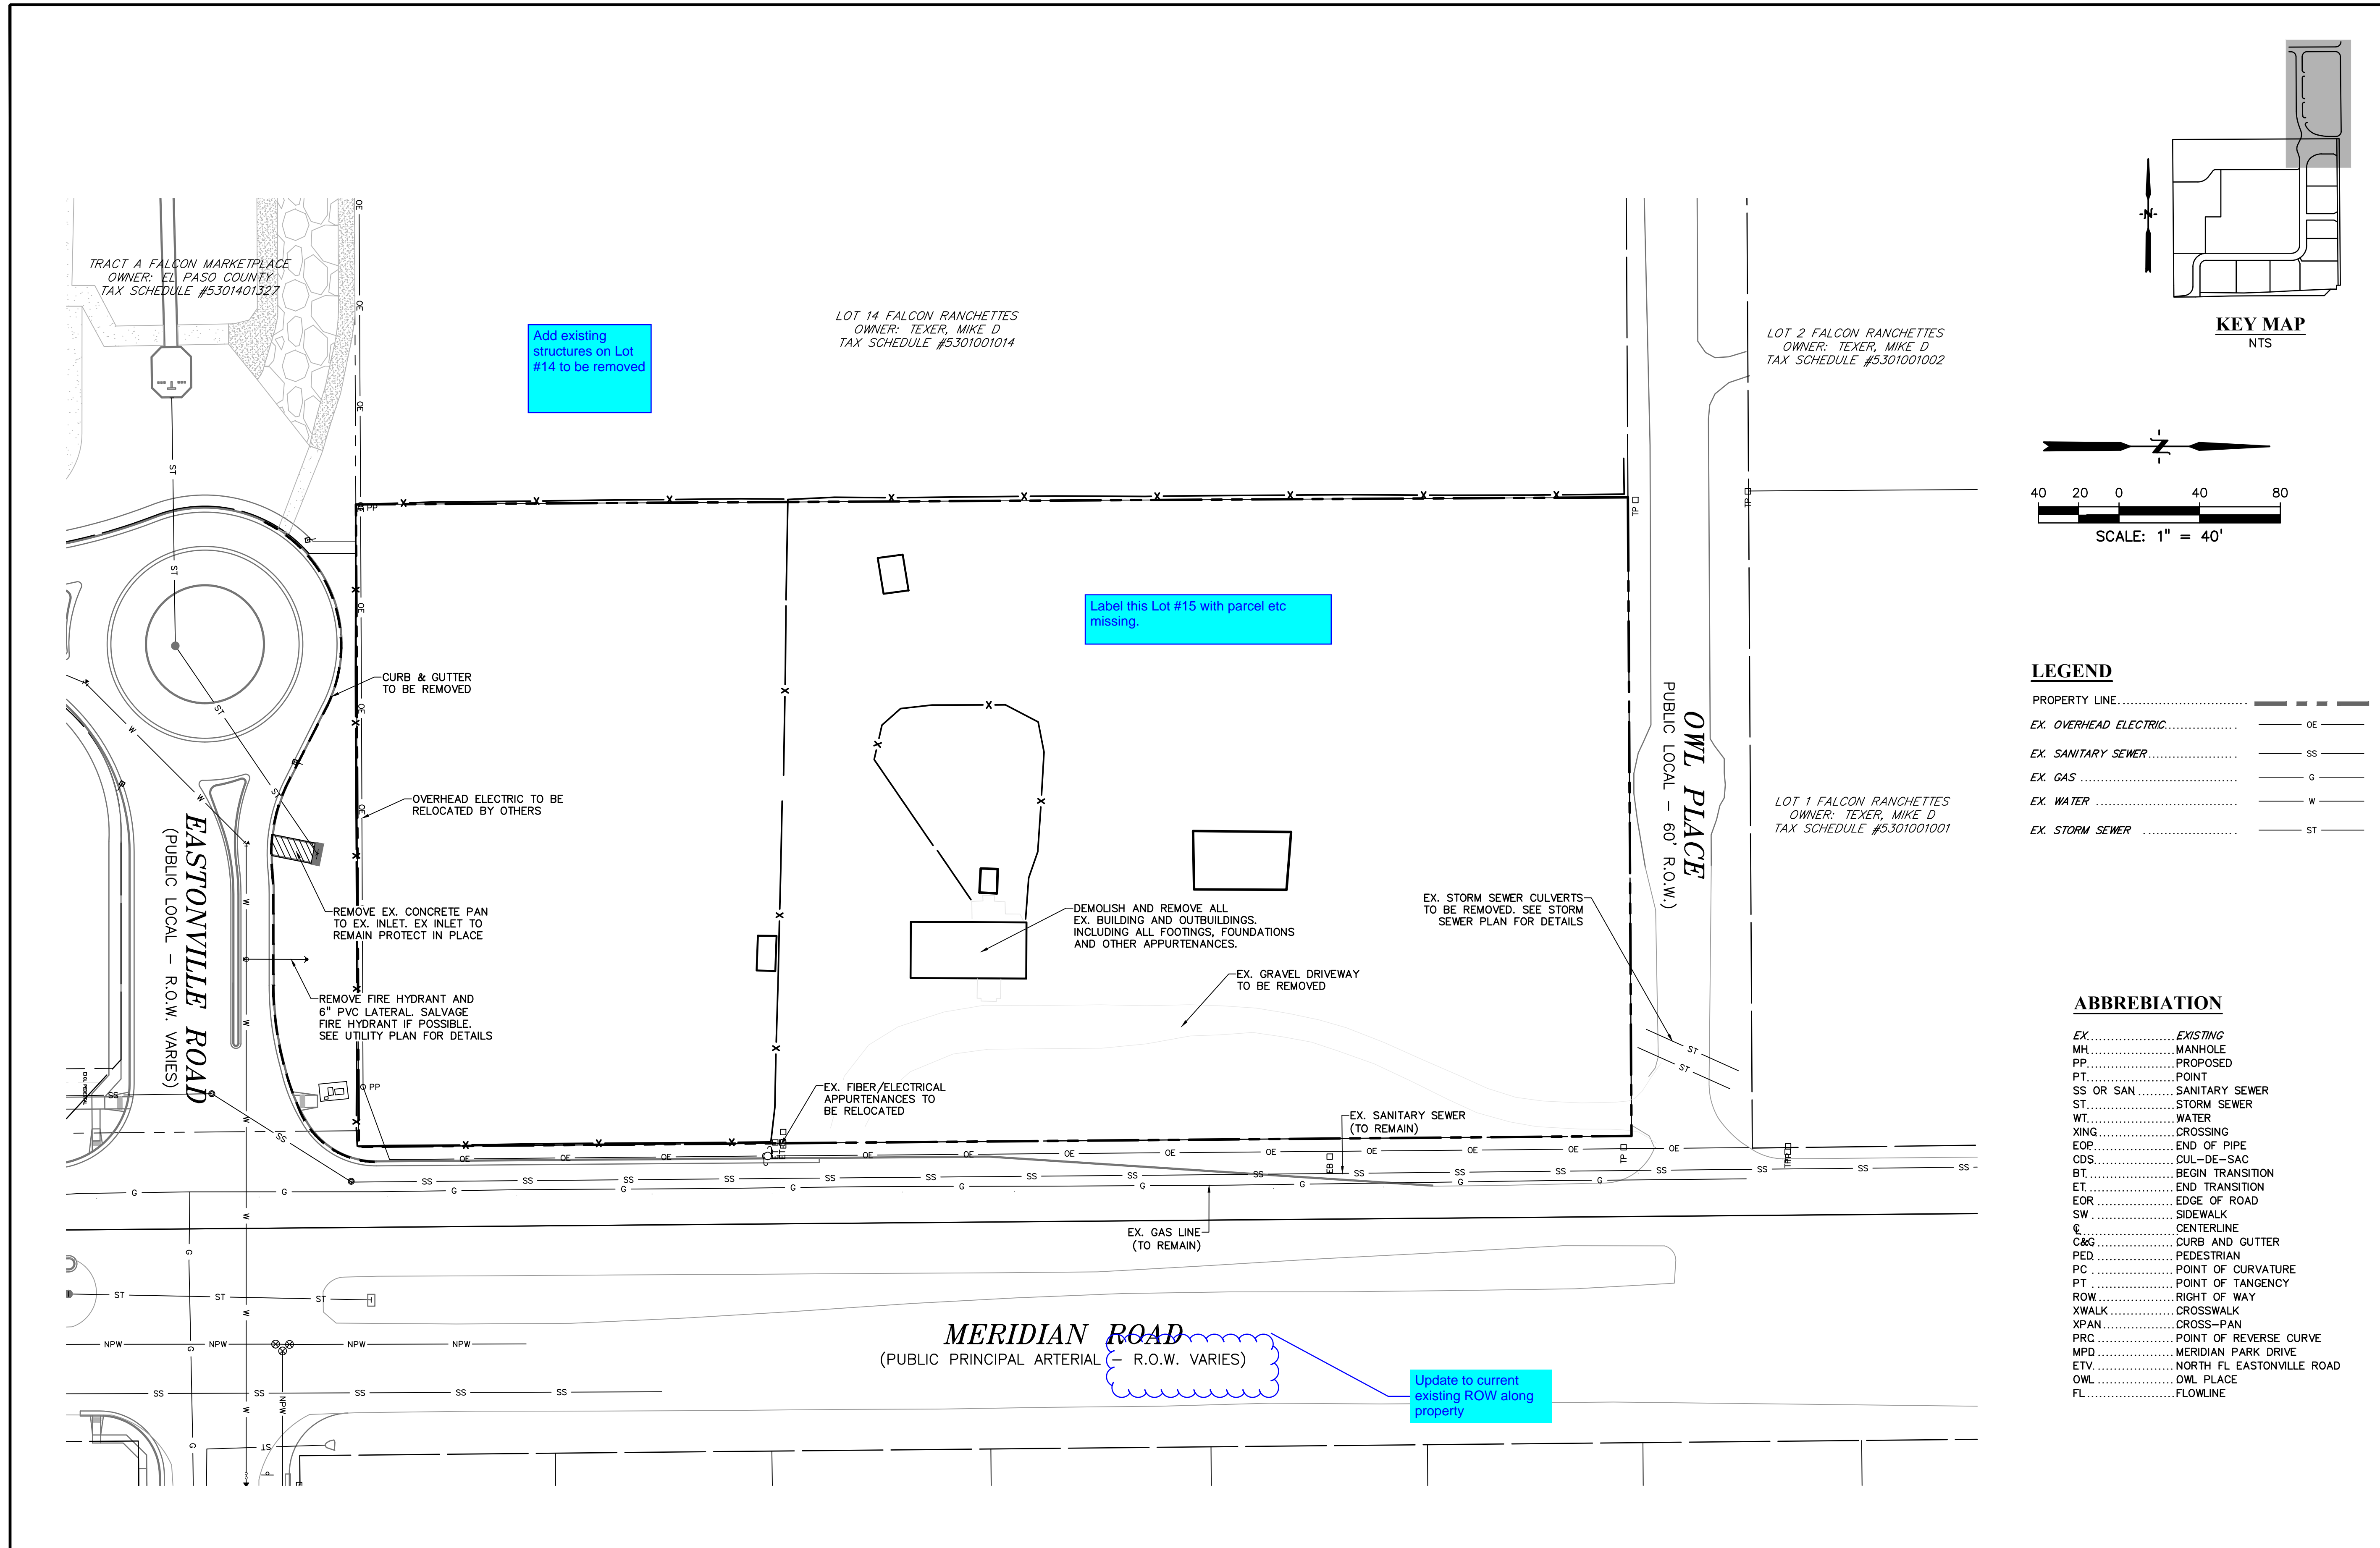 TRACT A FALCON MARKETPLACE
OWNER: EL PASO COUNTY
TAX SCHEDULE #5301401327
Add existing
structures on Lot
#14 to be removed
LOT 14 FALCON RANCHETTES
OWNER: TEXER, MIKE D
TAX SCHEDULE #5301001014
LOT 2 FALCON RANCHETTES
OWNER: TEXER, MIKE D
TAX SCHEDULE #5301001002
Label this Lot #15 with parcel etc
missing.
CURB & GUTTER
TO BE REMOVED
OVERHEAD ELECTRIC TO BE
RELOCATED BY OTHERS
REMOVE EX. CONCRETE PAN
TO EX. INLET. EX INLET TO
REMAIN PROTECT IN PLACE
REMOVE FIRE HYDRANT AND
6" PVC LATERAL. SALVAGE
FIRE HYDRANT IF POSSIBLE.
SEE UTILITY PLAN FOR DETAILS
EASTONVILLE ROAD
(PUBLIC LOCAL - R.O.W. VARIES)
DEMOLISH AND REMOVE ALL
EX. BUILDING AND OUTBUILDINGS.
INCLUDING ALL FOOTINGS, FOUNDATIONS
AND OTHER APPURTENANCES.
EX. GRAVEL DRIVEWAY
TO BE REMOVED
EX. STORM SEWER CULVERTS
TO BE REMOVED. SEE STORM
SEWER PLAN FOR DETAILS
OWL PLACE
PUBLIC LOCAL - 60' R.O.W.)
LOT 1 FALCON RANCHETTES
OWNER: TEXER, MIKE D
TAX SCHEDULE #5301001001
EX. FIBER/ELECTRICAL
APPURTENANCES TO
BE RELOCATED
EX. SANITARY SEWER
(TO REMAIN)
EX. GAS LINE
(TO REMAIN)
MERIDIAN ROAD
(PUBLIC PRINCIPAL ARTERIAL - R.O.W. VARIES)
Update to current
existing ROW along
property
KEY MAP
NTS
40 20 0 40 80
SCALE: 1" = 40'
LEGEND
PROPERTY LINE
EX. OVERHEAD ELECTRIC OE
EX. SANITARY SEWER SS
EX. GAS G
EX. WATER W
EX. STORM SEWER ST
ABBREBIATION
EX EXISTING
MH MANHOLE
PP PROPOSED
PT POINT
SS OR SAN SANITARY SEWER
ST STORM SEWER
WT WATER
XING CROSSING
EOP END OF PIPE
CDS CUL-DE-SAC
BT BEGIN TRANSITION
ET END TRANSITION
EOR EDGE OF ROAD
SW SIDEWALK
℄ CENTERLINE
C&G CURB AND GUTTER
PED PEDESTRIAN
PC POINT OF CURVATURE
PT POINT OF TANGENCY
ROW RIGHT OF WAY
XWALK CROSSWALK
XPAN CROSS-PAN
PRC POINT OF REVERSE CURVE
MPD MERIDIAN PARK DRIVE
ETV NORTH FL EASTONVILLE ROAD
OWL OWL PLACE
FL FLOWLINE